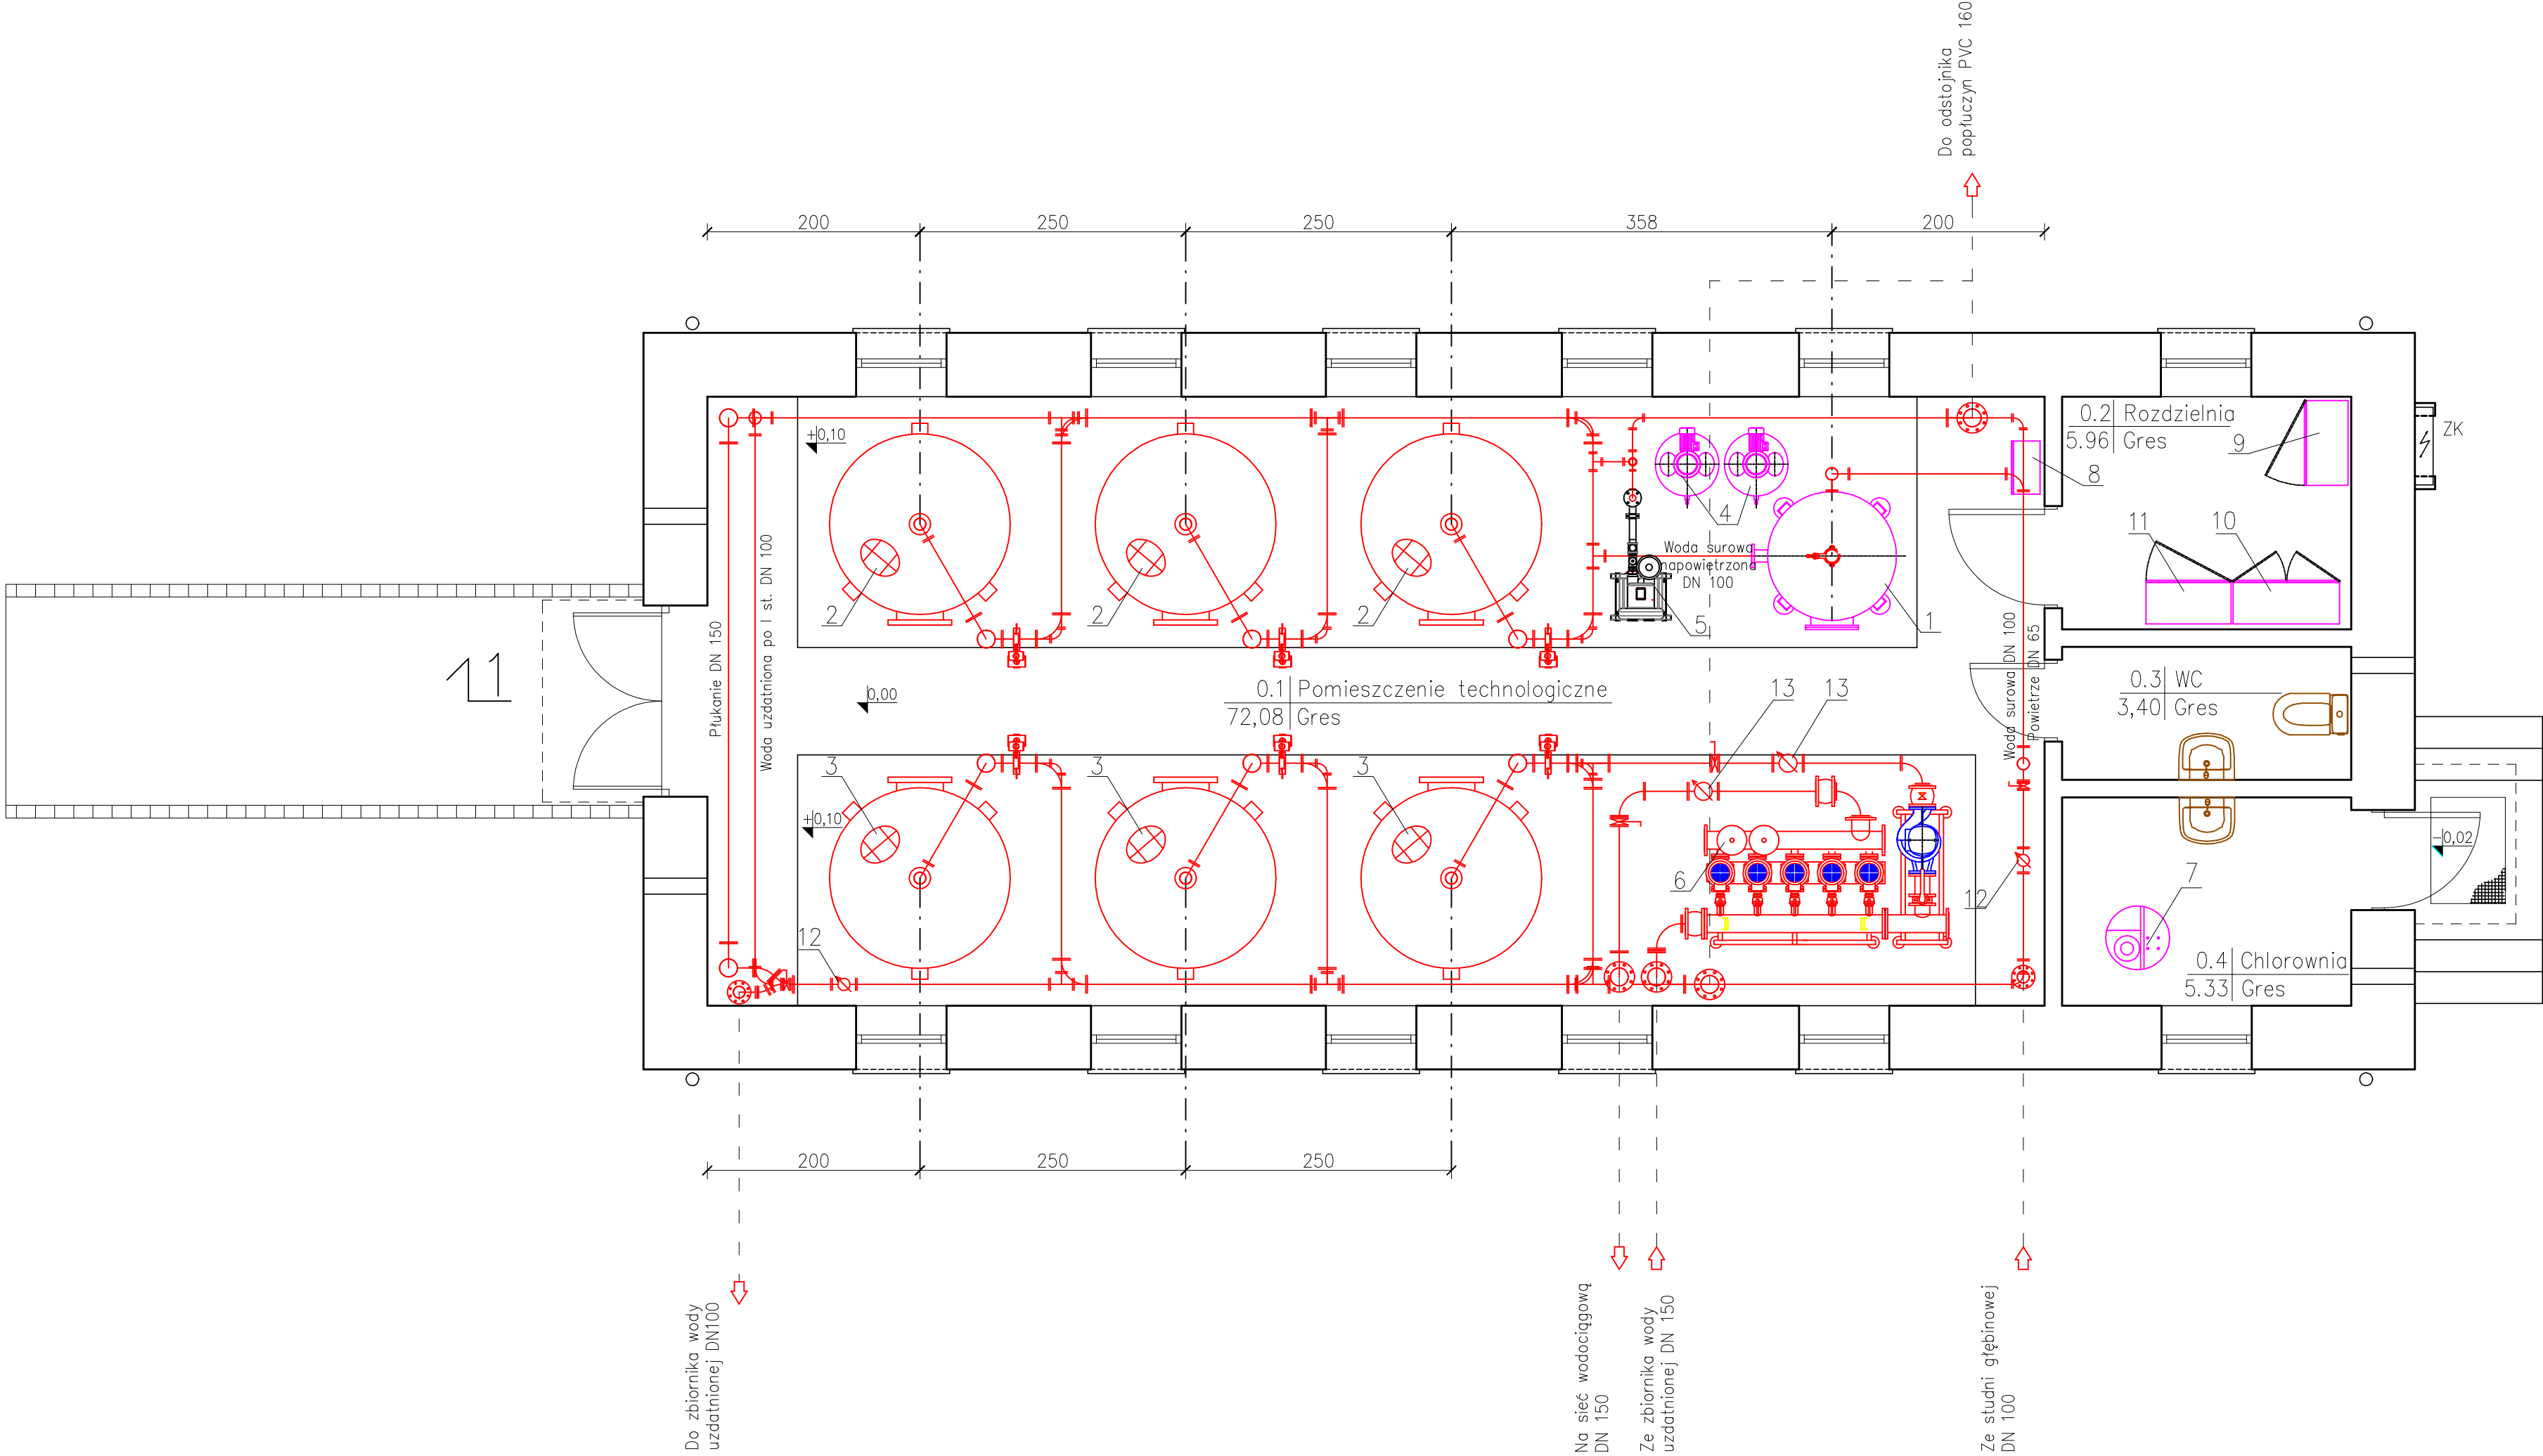 Do odstojnika
popłuczyn PVC 160
200
250
250
358
200
0.2 Rozdzielnia
5.96 Gres
9
8
ZK
+0,10
4
11
10
Woda surowa
napowietrzona
DN 100
2
2
2
5
1
Płukanie DN 150
Woda uzdatniona po I st. DN 100
Woda surowa DN 100
Powietrze DN 65
1
0,00
0.1 Pomieszczenie technologiczne
72,08 Gres
13
13
0.3 WC
3,40 Gres
3
3
3
+0,10
-0,02
6
7
12
12
0.4 Chlorownia
5.33 Gres
200
250
250
Do zbiornika wody
uzdatnionej DN100
Na sieć wodociągową
DN 150
Ze zbiornika wody
uzdatnionej DN 150
Ze studni głębinowej
DN 100